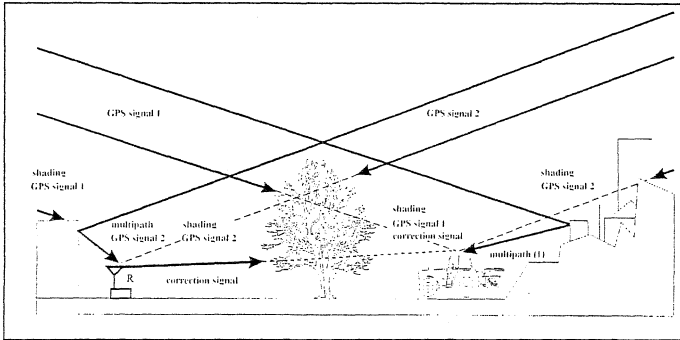 GPS signal 1
GPS signal 2
shading
GPS signal 1
shading
GPS signal 2
multipath
GPS signal 2
shading
GPS signal 2
shading
GPS signal 1
correction signal
multipath (1)
R
correction signal